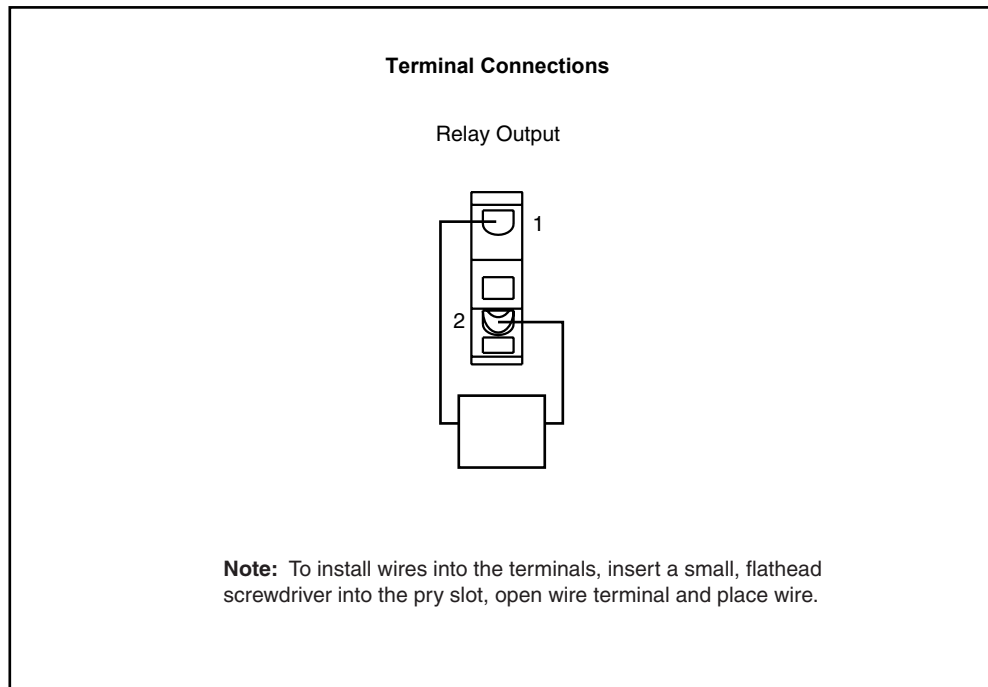 Terminal Connections
Relay Output
1
2
Note: To install wires into the terminals, insert a small, flathead
screwdriver into the pry slot, open wire terminal and place wire.